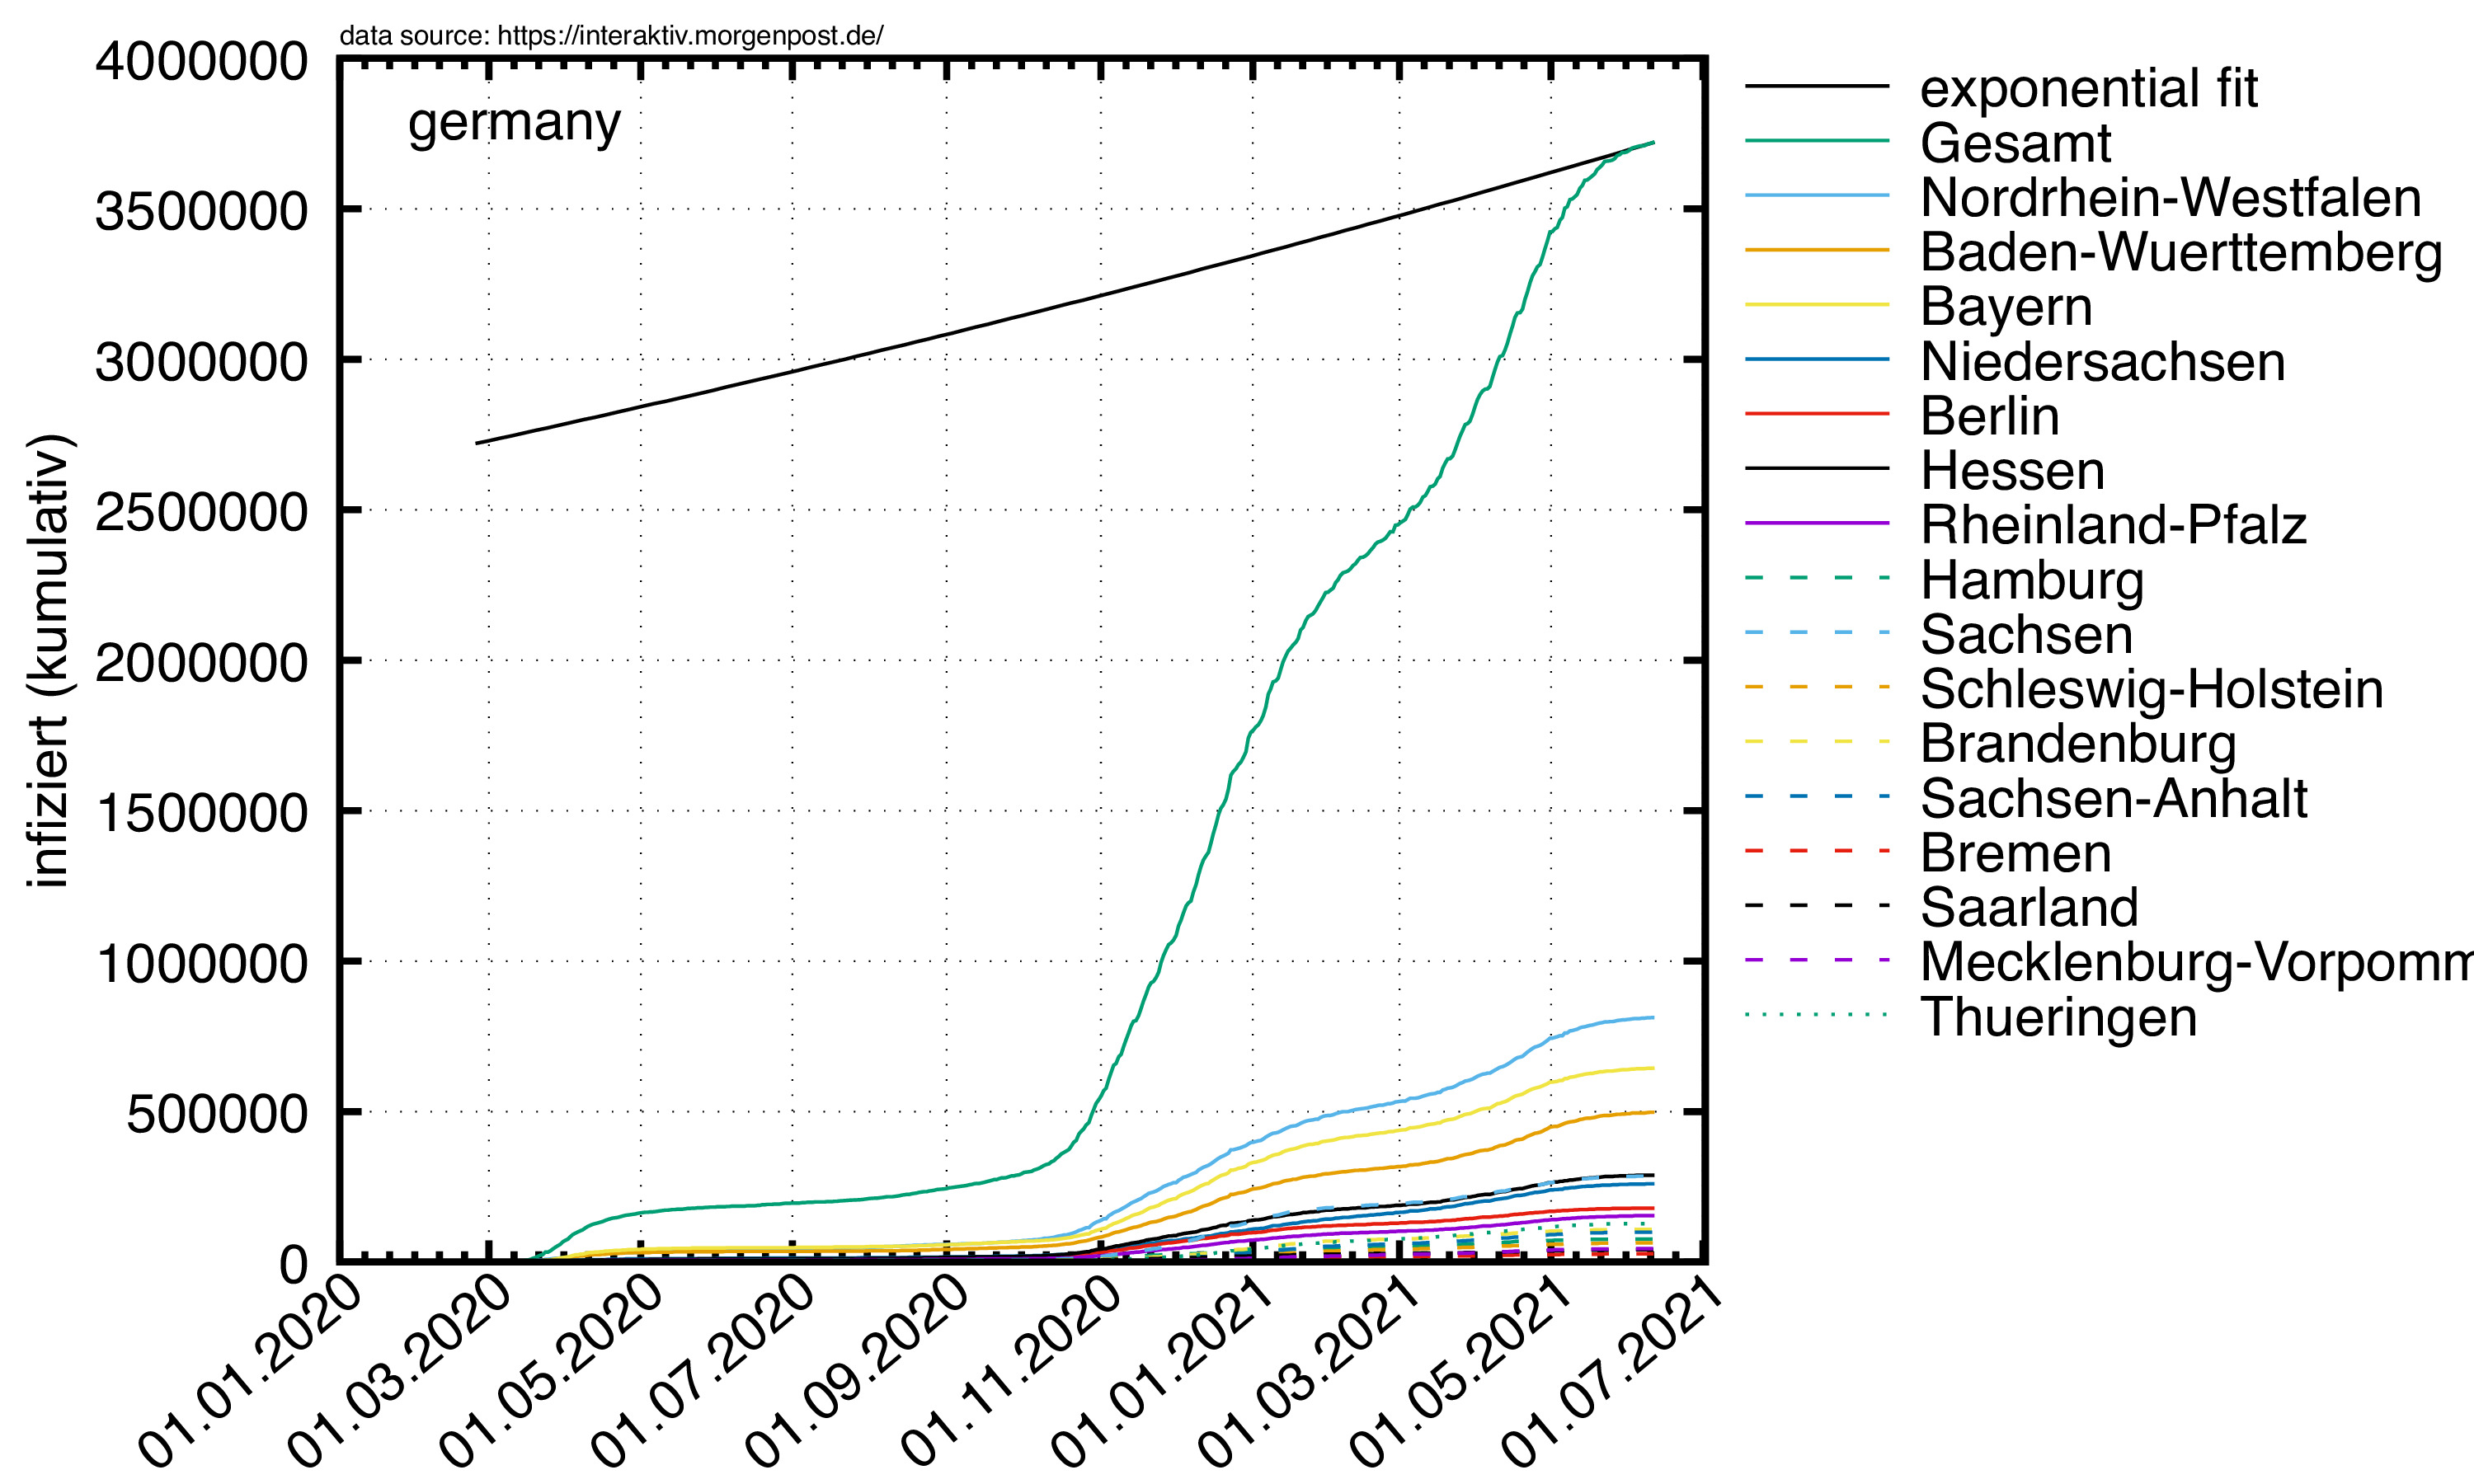 data source: https://interaktiv.morgenpost.de/
germany
infiziert (kumulativ)
4000000
3500000
3000000
2500000
2000000
1500000
1000000
500000
0
01.01.2020
01.03.2020
01.05.2020
01.07.2020
01.09.2020
01.11.2020
01.01.2021
01.03.2021
01.05.2021
01.07.2021
exponential fit
Gesamt
Nordrhein-Westfalen
Baden-Wuerttemberg
Bayern
Niedersachsen
Berlin
Hessen
Rheinland-Pfalz
Hamburg
Sachsen
Schleswig-Holstein
Brandenburg
Sachsen-Anhalt
Bremen
Saarland
Mecklenburg-Vorpomm
Thueringen